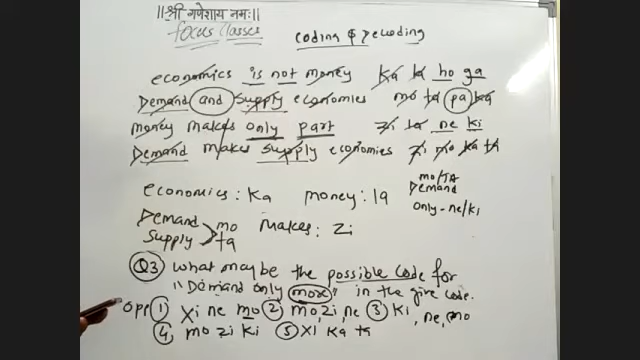 ||श्री गणेशाय नमः||
focus classes
coding & Decoding
economics is not money ka la ho ga
Demand and supply economics mo ta pa ka
money makes only part zi la ne ki
Demand makes supply economics zi mo ka ta
economics : Ka money : la mo/TA
Demand
only - ne/ki
Demand mo makes : zi
Supply ta
Q3 what may be the possible code for
"Demand only more" in the give code.
opt 1 xi ne mo 2 mo, zi, ne 3 ki, ne, mo
4, mo zi ki 5 xi ka ta